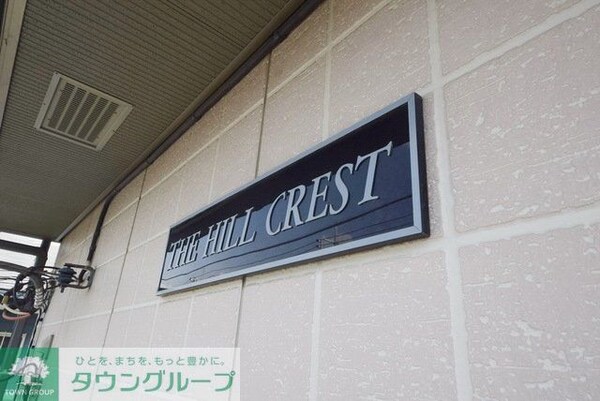 THE HILL CREST
ひとを、まちを、もっと豊かに。
タウングループ
TOWN GROUP